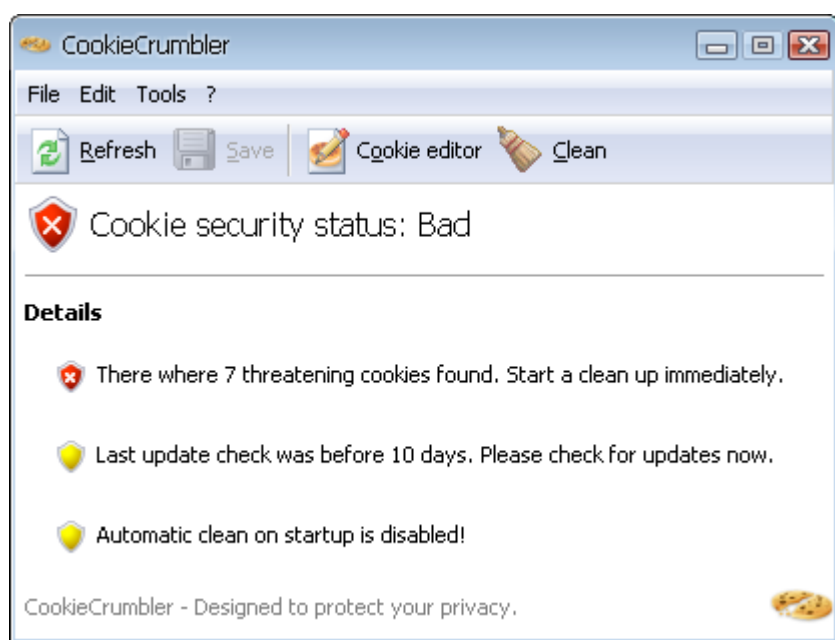 CookieCrumbler
File Edit Tools ?
Refresh Save Cookie editor Clean
Cookie security status: Bad
Details
There where 7 threatening cookies found. Start a clean up immediately.
Last update check was before 10 days. Please check for updates now.
Automatic clean on startup is disabled!
CookieCrumbler - Designed to protect your privacy.